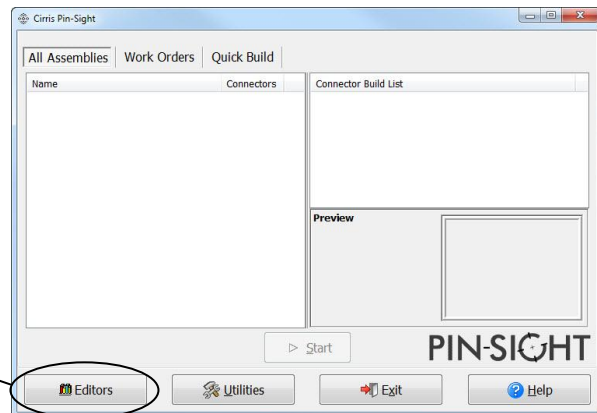 Cirris Pin-Sight
All Assemblies Work Orders Quick Build
Name Connectors Connector Build List
Preview
Start
PIN-SIGHT
Editors Utilities Exit Help